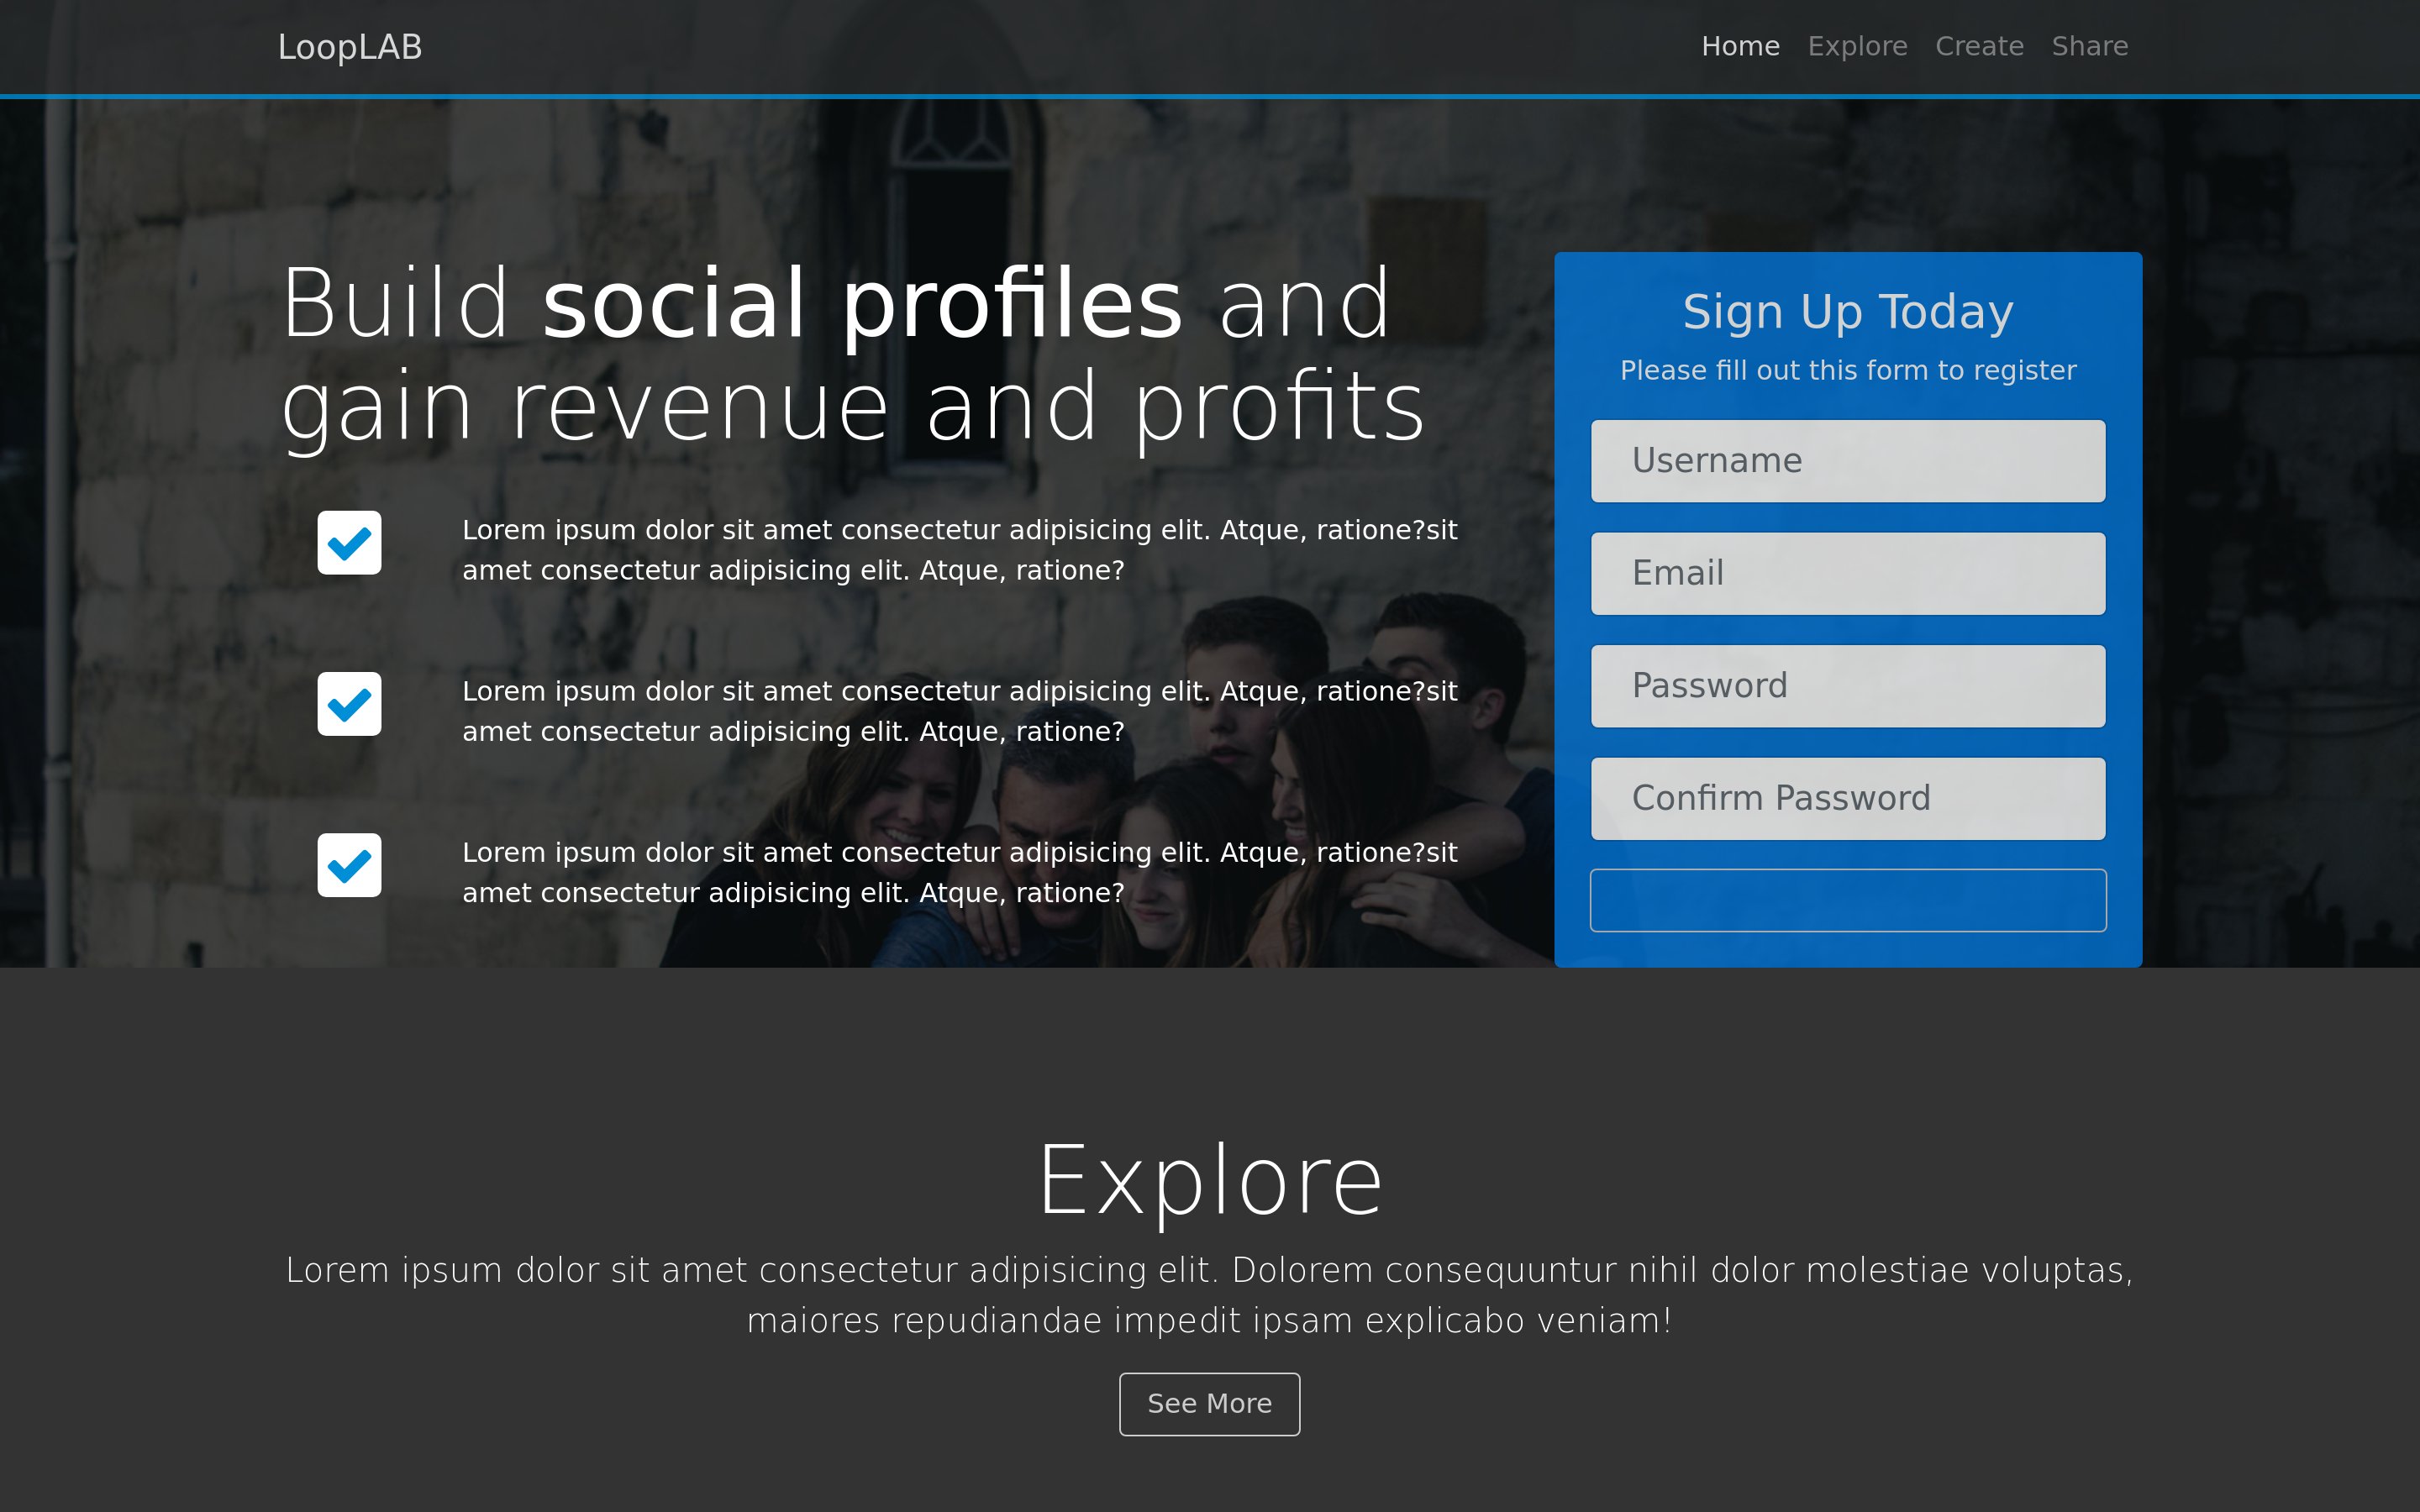 LoopLAB
Home Explore Create Share
Build social profiles and
gain revenue and profits
Lorem ipsum dolor sit amet consectetur adipisicing elit. Atque, ratione?sit
amet consectetur adipisicing elit. Atque, ratione?
Lorem ipsum dolor sit amet consectetur adipisicing elit. Atque, ratione?sit
amet consectetur adipisicing elit. Atque, ratione?
Lorem ipsum dolor sit amet consectetur adipisicing elit. Atque, ratione?sit
amet consectetur adipisicing elit. Atque, ratione?
Sign Up Today
Please fill out this form to register
Username
Email
Password
Confirm Password
Explore
Lorem ipsum dolor sit amet consectetur adipisicing elit. Dolorem consequuntur nihil dolor molestiae voluptas,
maiores repudiandae impedit ipsam explicabo veniam!
See More